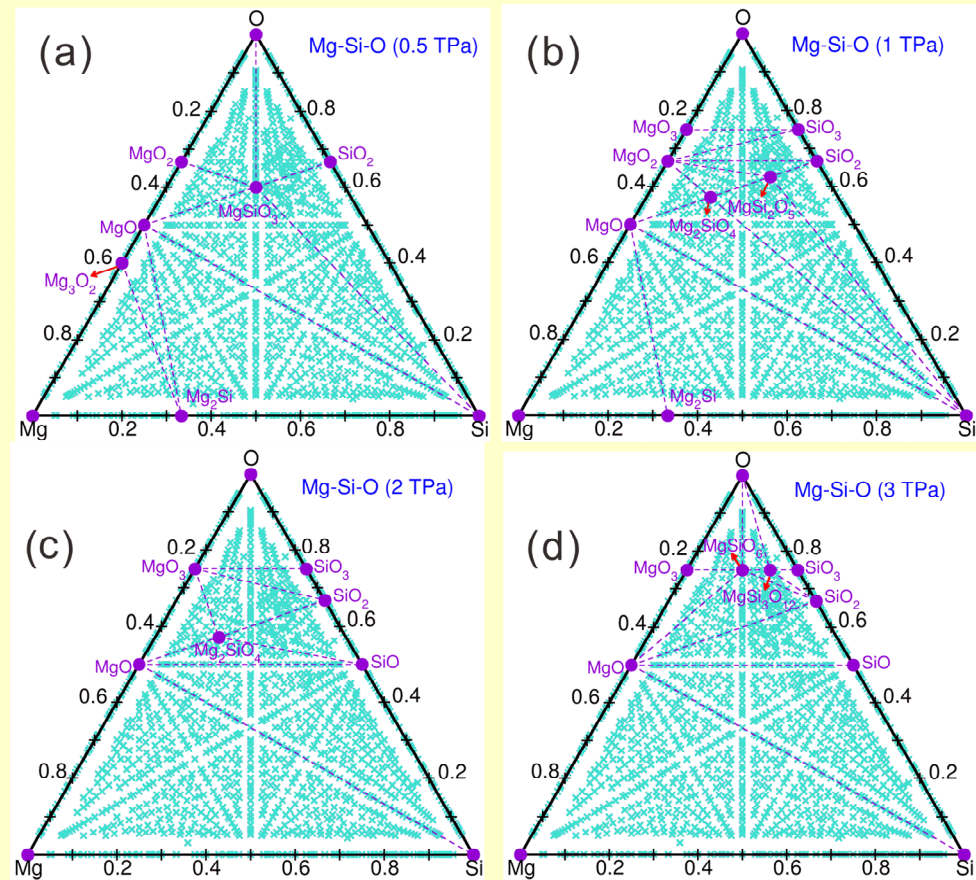 (a)
O
Mg-Si-O (0.5 TPa)
0.2
0.8
MgO2
SiO2
0.4
0.6
MgSiO3
MgO
0.6
0.4
Mg3O2
0.8
0.2
Mg2Si
Mg
0.2
0.4
0.6
0.8
Si
(b)
O
Mg-Si-O (1 TPa)
0.2
0.8
MgO3
SiO3
MgO2
SiO2
0.4
0.6
MgSi2O5
Mg2SiO4
MgO
0.6
0.4
0.8
0.2
Mg2Si
Mg
0.2
0.4
0.6
0.8
Si
(c)
O
Mg-Si-O (2 TPa)
0.2
0.8
MgO3
SiO3
SiO2
0.4
0.6
Mg2SiO4
MgO
SiO
0.6
0.4
0.8
0.2
Mg
0.2
0.4
0.6
0.8
Si
(d)
O
Mg-Si-O (3 TPa)
0.2
0.8
MgSiO6
MgO3
SiO3
MgSi3O12
SiO2
0.4
0.6
MgO
SiO
0.6
0.4
0.8
0.2
Mg
0.2
0.4
0.6
0.8
Si